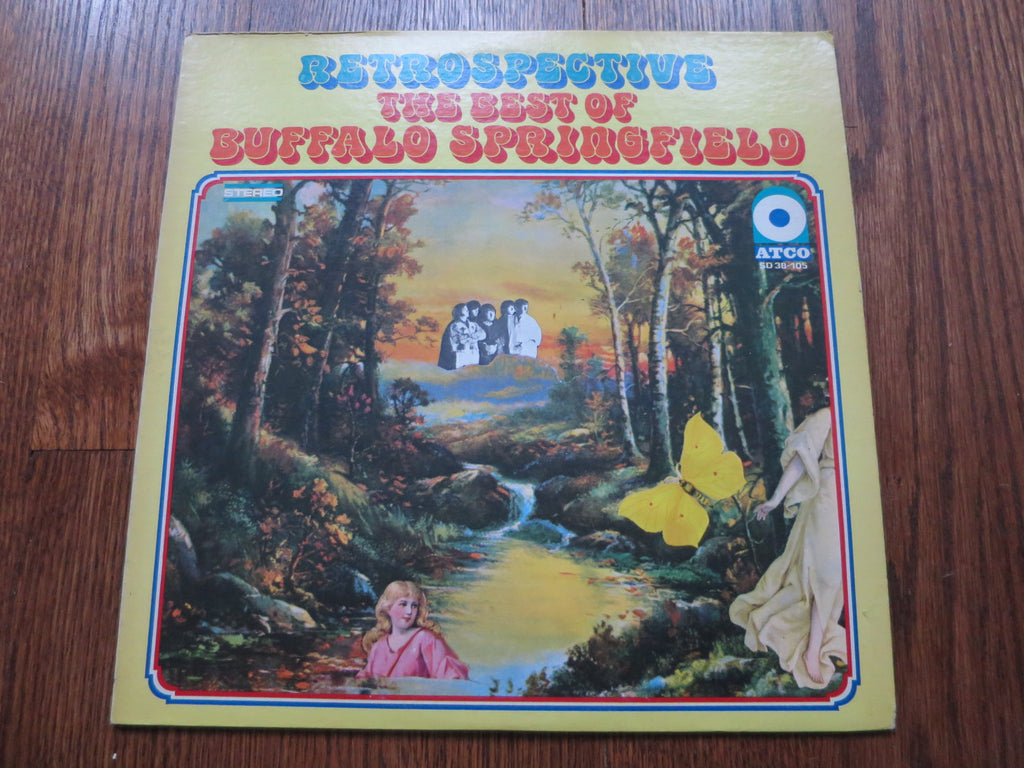 RETROSPECTIVE
THE BEST OF
BUFFALO SPRINGFIELD
STEREO
ATCO
SD 38-105